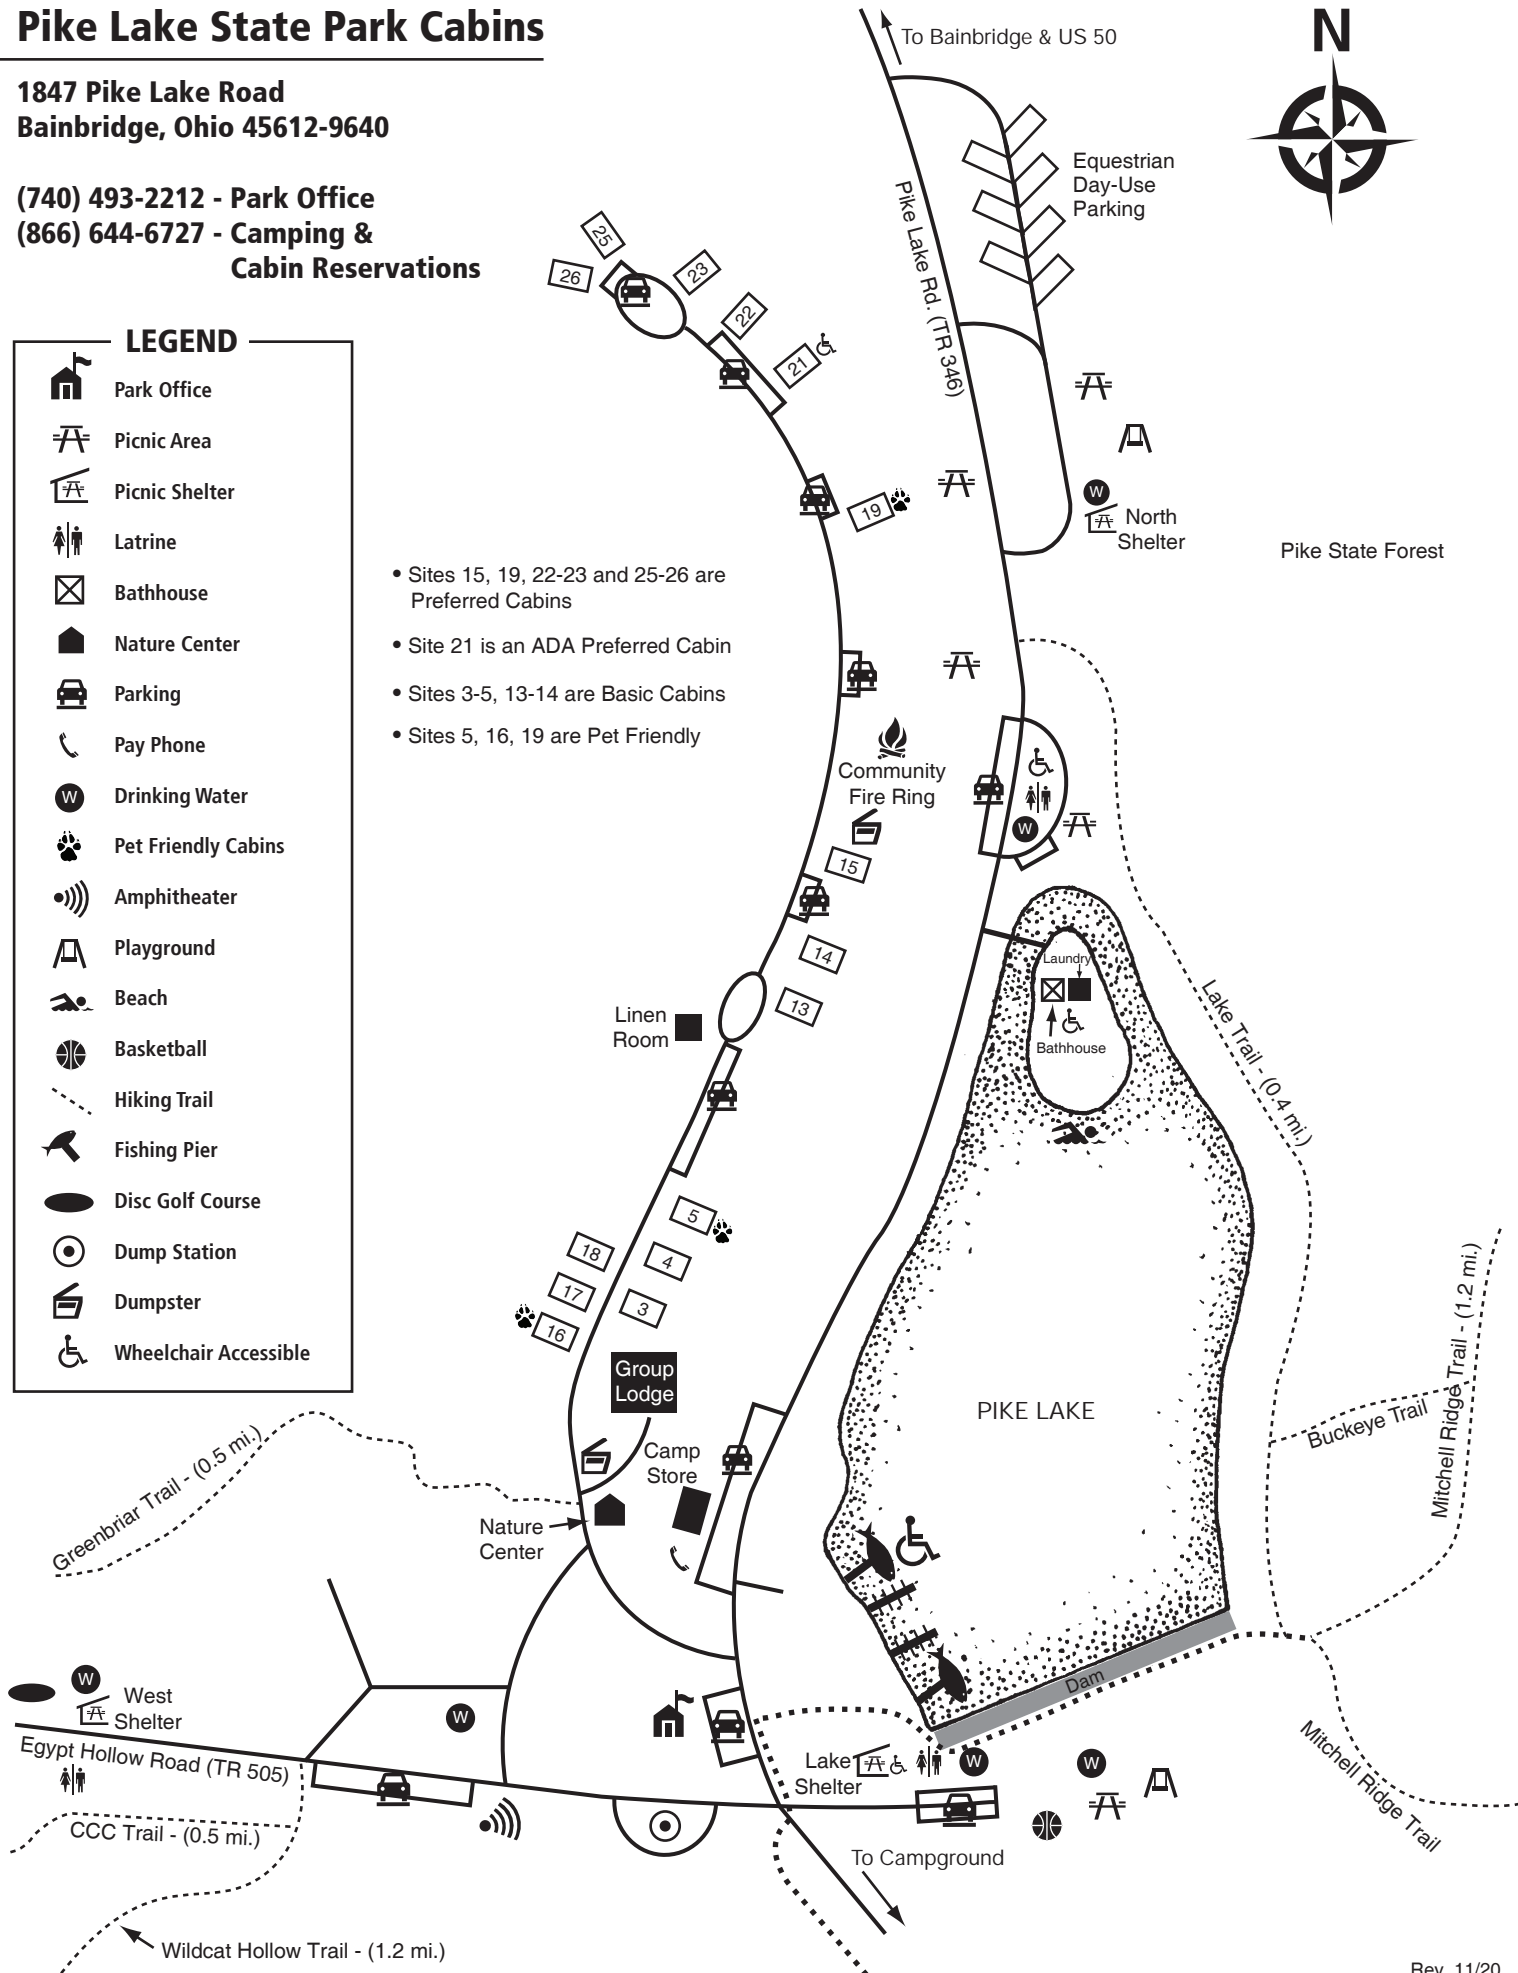 Pike Lake State Park Cabins
1847 Pike Lake Road
Bainbridge, Ohio 45612-9640
(740) 493-2212 - Park Office
(866) 644-6727 - Camping &
Cabin Reservations
To Bainbridge & US 50
N
Equestrian
Day-Use
Parking
Pike Lake Rd. (TR 346)
25
26
23
22
21
19
LEGEND
Park Office
Picnic Area
Picnic Shelter
Latrine
Bathhouse
Nature Center
Parking
Pay Phone
W
Drinking Water
Pet Friendly Cabins
Amphitheater
Playground
Beach
Basketball
Hiking Trail
Fishing Pier
Disc Golf Course
Dump Station
Dumpster
Wheelchair Accessible
• Sites 15, 19, 22-23 and 25-26 are
Preferred Cabins
• Site 21 is an ADA Preferred Cabin
• Sites 3-5, 13-14 are Basic Cabins
• Sites 5, 16, 19 are Pet Friendly
W
North
Shelter
Pike State Forest
Community
Fire Ring
W
15
14
13
Linen
Room
Laundry
Bathhouse
Lake Trail - (0.4 mi.)
5
4
3
18
17
16
Group
Lodge
Camp
Store
Nature
Center
PIKE LAKE
Buckeye Trail
Mitchell Ridge Trail - (1.2 mi.)
Greenbriar Trail - (0.5 mi.)
Dam
W
West
Shelter
W
Egypt Hollow Road (TR 505)
CCC Trail - (0.5 mi.)
Lake
Shelter
W
W
Mitchell Ridge Trail
To Campground
Wildcat Hollow Trail - (1.2 mi.)
Rev. 11/20